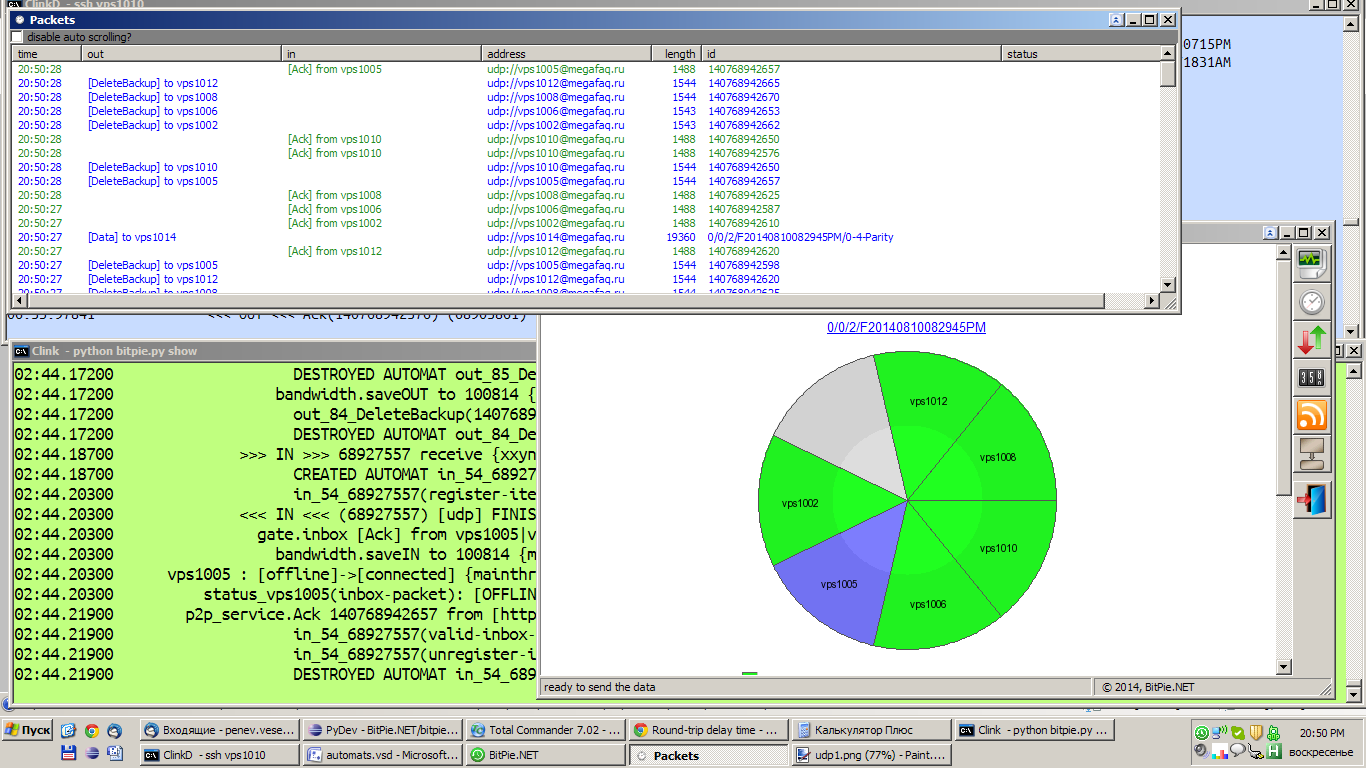 ClinkD - ssh vps1010
Packets
disable auto scrolling?
time out in address length id status
20:50:28 [Ack] from vps1005 udp://vps1005@megafaq.ru 1488 140768942657
20:50:28 [DeleteBackup] to vps1012 udp://vps1012@megafaq.ru 1544 140768942665
20:50:28 [DeleteBackup] to vps1008 udp://vps1008@megafaq.ru 1544 140768942670
20:50:28 [DeleteBackup] to vps1006 udp://vps1006@megafaq.ru 1543 140768942653
20:50:28 [DeleteBackup] to vps1002 udp://vps1002@megafaq.ru 1543 140768942662
20:50:28 [Ack] from vps1010 udp://vps1010@megafaq.ru 1488 140768942650
20:50:28 [Ack] from vps1010 udp://vps1010@megafaq.ru 1488 140768942576
20:50:28 [DeleteBackup] to vps1010 udp://vps1010@megafaq.ru 1544 140768942650
20:50:28 [DeleteBackup] to vps1005 udp://vps1005@megafaq.ru 1544 140768942657
20:50:28 [Ack] from vps1008 udp://vps1008@megafaq.ru 1488 140768942625
20:50:27 [Ack] from vps1006 udp://vps1006@megafaq.ru 1488 140768942587
20:50:27 [Ack] from vps1002 udp://vps1002@megafaq.ru 1488 140768942610
20:50:27 [Data] to vps1014 udp://vps1014@megafaq.ru 19360 0/0/2/F20140810082945PM/0-4-Parity
20:50:27 [Ack] from vps1012 udp://vps1012@megafaq.ru 1488 140768942620
20:50:27 [DeleteBackup] to vps1005 udp://vps1005@megafaq.ru 1544 140768942598
20:50:27 [DeleteBackup] to vps1012 udp://vps1012@megafaq.ru 1544 140768942620
20:50:27 [DeleteBackup] to vps1008 udp://vps1008@megafaq.ru 1544 140768942625
0715PM
1831AM
<<< OUT <<< Ack(140768942576)
0/0/2/F20140810082945PM
vps1012
vps1008
vps1002
vps1010
vps1005
vps1006
ready to send the data
© 2014, BitPie.NET
Clink - python bitpie.py show
02:44.17200 DESTROYED AUTOMAT out_85_De
02:44.17200 bandwidth.saveOUT to 100814 {
02:44.17200 out_84_DeleteBackup(140769
02:44.17200 DESTROYED AUTOMAT out_84_De
02:44.18700 >>> IN >>> 68927557 receive {xxyn
02:44.18700 CREATED AUTOMAT in_54_68927
02:44.20300 in_54_68927557(register-ite
02:44.20300 <<< IN <<< (68927557) [udp] FINIS
02:44.20300 gate.inbox [Ack] from vps1005|v
02:44.20300 bandwidth.saveIN to 100814 {m
02:44.20300 vps1005 : [offline]->[connected] {mainthr
02:44.20300 status_vps1005(inbox-packet): [OFFLIN
02:44.21900 p2p_service.Ack 140768942657 from [http
02:44.21900 in_54_68927557(valid-inbox-
02:44.21900 in_54_68927557(unregister-i
02:44.21900 DESTROYED AUTOMAT in_54_689
Пуск
Входящие - penev.vese...
PyDev - BitPie.NET/bitpie...
Total Commander 7.02 - ...
Round-trip delay time - ...
Калькулятор Плюс
Clink - python bitpie.py ...
20:50 PM
ClinkD - ssh vps1010
automats.vsd - Microsoft...
BitPie.NET
Packets
udp1.png (77%) - Paint....
воскресенье